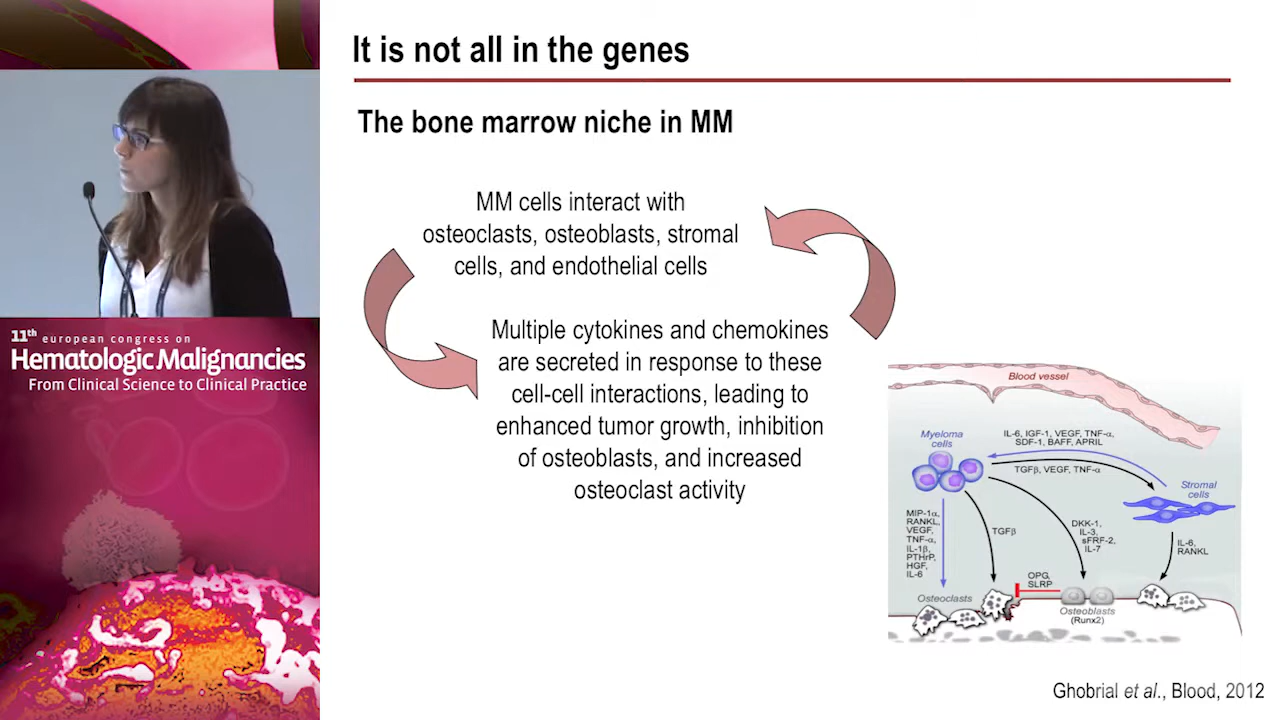 It is not all in the genes
The bone marrow niche in MM
MM cells interact with
osteoclasts, osteoblasts, stromal
cells, and endothelial cells
Multiple cytokines and chemokines
are secreted in response to these
cell-cell interactions, leading to
enhanced tumor growth, inhibition
of osteoblasts, and increased
osteoclast activity
Blood vessel
Myeloma
cells
IL-6, IGF-1, VEGF, TNF-α,
SDF-1, BAFF, APRIL
TGFβ, VEGF, TNF-α
Stromal
cells
MIP-1α,
RANKL,
VEGF,
TNF-α,
IL-1β,
PTHrP,
HGF,
IL-6
TGFβ
DKK-1,
IL-3,
sFRF-2,
IL-7
IL-6,
RANKL
OPG,
SLRP
Osteoclasts
Osteoblasts
(Runx2)
Ghobrial et al., Blood, 2012
11th european congress on
Hematologic Malignancies
From Clinical Science to Clinical Practice